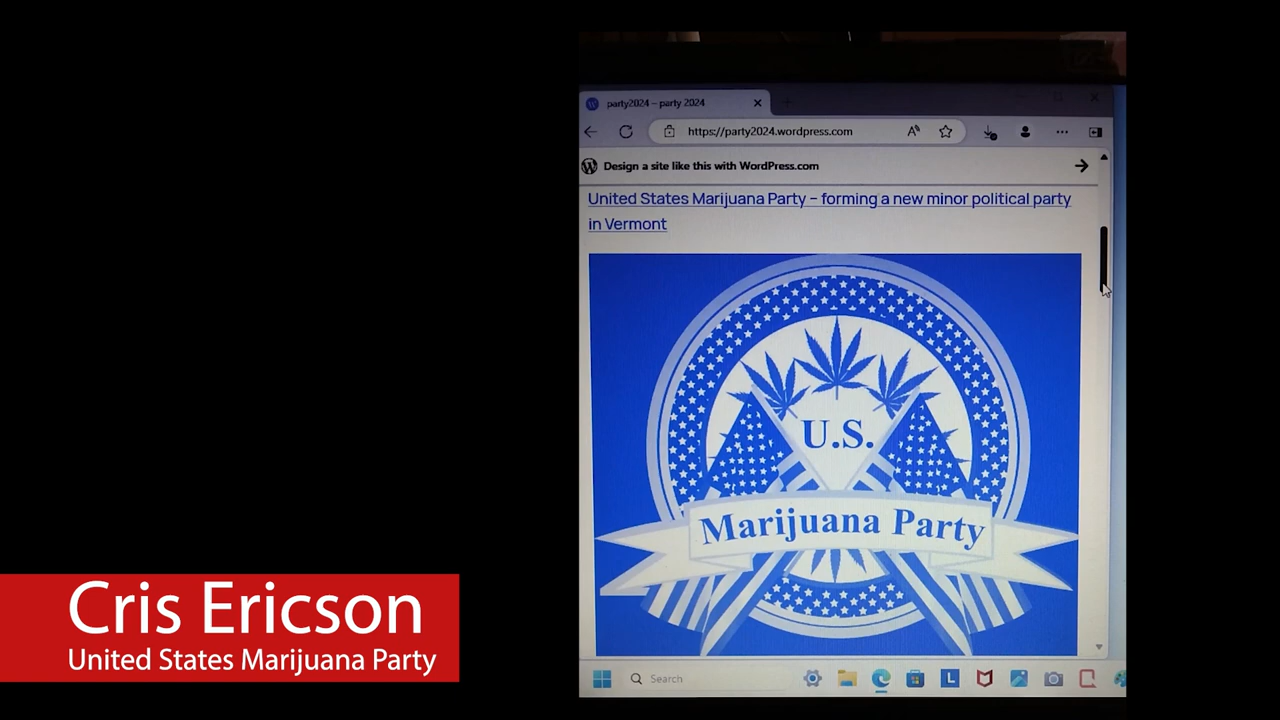 party2024 – party 2024
https://party2024.wordpress.com
Design a site like this with WordPress.com
United States Marijuana Party – forming a new minor political party
in Vermont
U.S.
Marijuana Party
Search
Cris Ericson
United States Marijuana Party